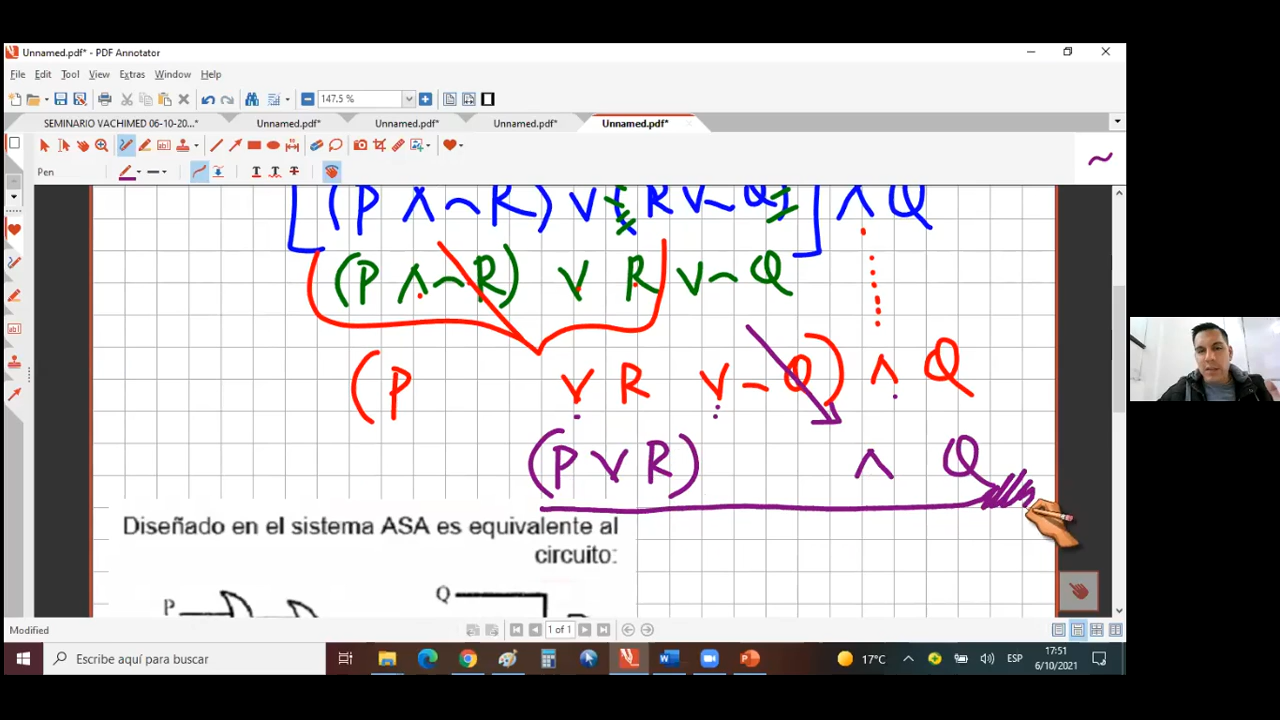 Unnamed.pdf* - PDF Annotator
File Edit Tool View Extras Window Help
147.5 %
SEMINARIO VACHIMED 06-10-20...* Unnamed.pdf* Unnamed.pdf* Unnamed.pdf* Unnamed.pdf*
Pen
[(P ∧ ~R) ∨ (R ∨ ~Q)] ∧ Q
(P ∧ ~R) ∨ R ∨ ~Q
(P ∨ R ∨ ~Q) ∧ Q
(P ∨ R) ∧ Q
Diseñado en el sistema ASA es equivalente al
circuito:
P Q
Modified 1 of 1
Escribe aquí para buscar 17°C ESP 17:51
6/10/2021